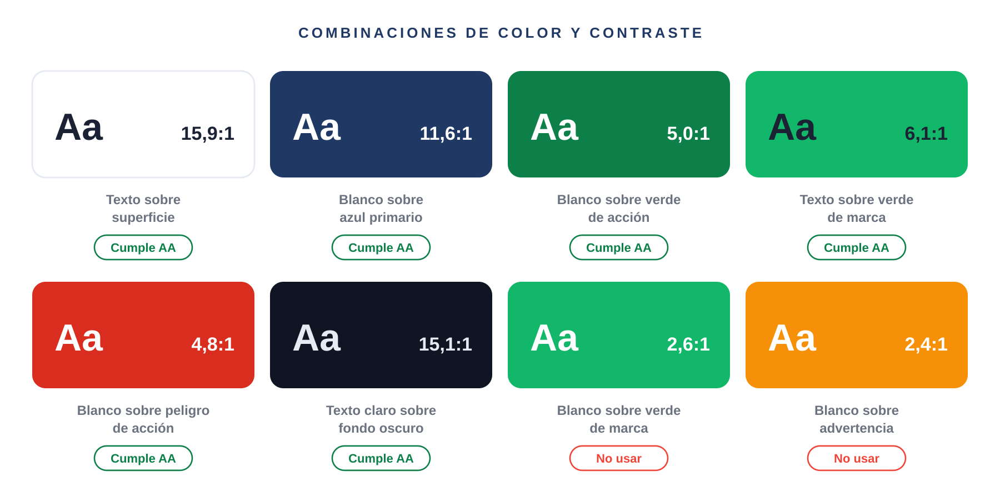 COMBINACIONES DE COLOR Y CONTRASTE
Aa 15,9:1
Texto sobre
superficie
Cumple AA
Aa 11,6:1
Blanco sobre
azul primario
Cumple AA
Aa 5,0:1
Blanco sobre verde
de acción
Cumple AA
Aa 6,1:1
Texto sobre verde
de marca
Cumple AA
Aa 4,8:1
Blanco sobre peligro
de acción
Cumple AA
Aa 15,1:1
Texto claro sobre
fondo oscuro
Cumple AA
Aa 2,6:1
Blanco sobre verde
de marca
No usar
Aa 2,4:1
Blanco sobre
advertencia
No usar